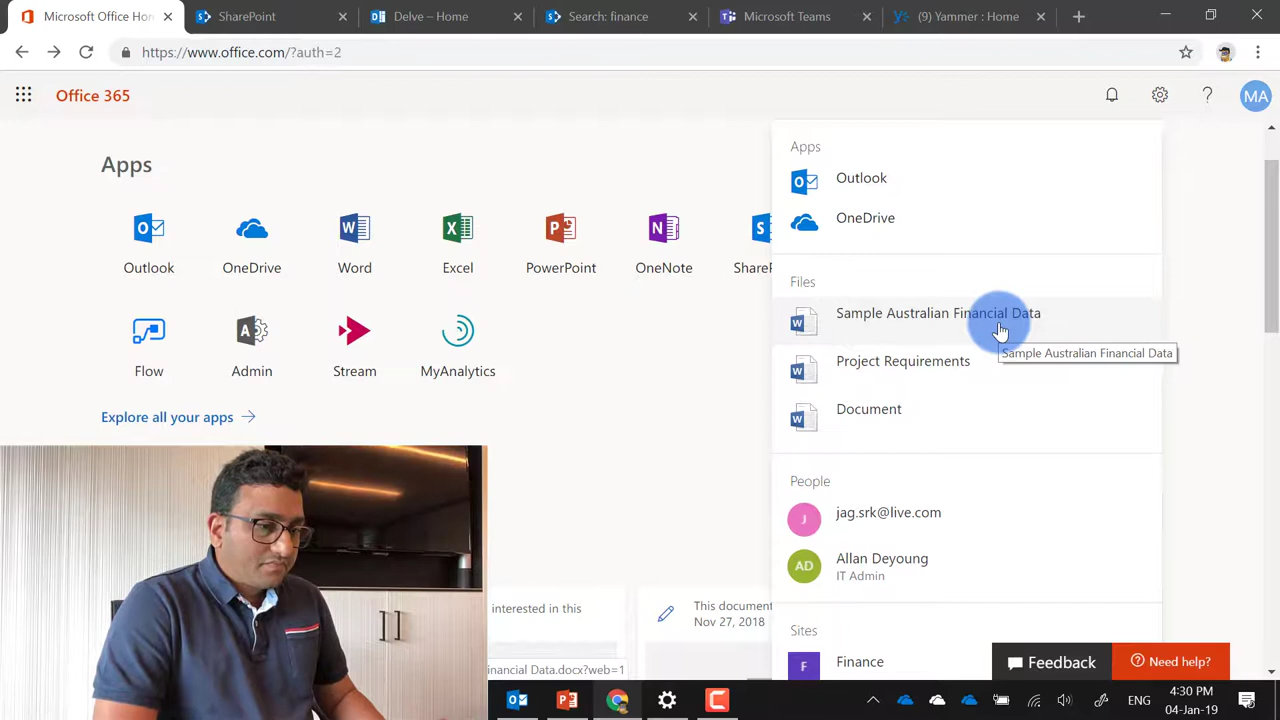 Microsoft Office Hom
SharePoint
Delve – Home
Search: finance
Microsoft Teams
(9) Yammer : Home
https://www.office.com/?auth=2
Office 365
MA
Apps
Outlook
OneDrive
Word
Excel
PowerPoint
OneNote
ShareP
Flow
Admin
Stream
MyAnalytics
Explore all your apps
Apps
Outlook
OneDrive
Files
Sample Australian Financial Data
Sample Australian Financial Data
Project Requirements
Document
People
J
jag.srk@live.com
AD
Allan Deyoung
IT Admin
Sites
F
Finance
interested in this
This document
Nov 27, 2018
inancial Data.docx?web=1
Feedback
Need help?
ENG
4:30 PM
04-Jan-19